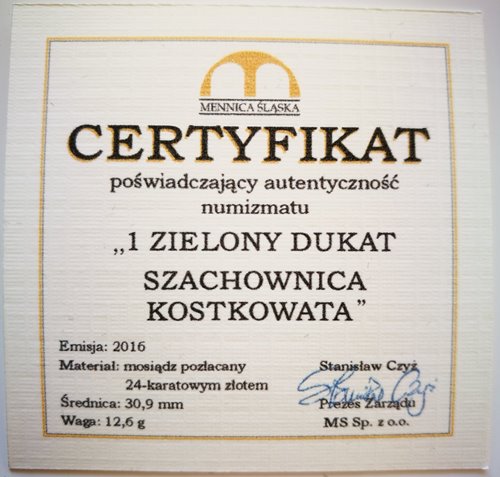 MENNICA ŚLĄSKA
CERTYFIKAT
poświadczający autentyczność
numizmatu
„1 ZIELONY DUKAT
SZACHOWNICA
KOSTKOWATA”
Emisja: 2016
Materiał: mosiądz pozłacany
24-karatowym złotem
Średnica: 30,9 mm
Waga: 12,6 g
Stanisław Czyż
Prezes Zarządu
MS Sp. z o.o.